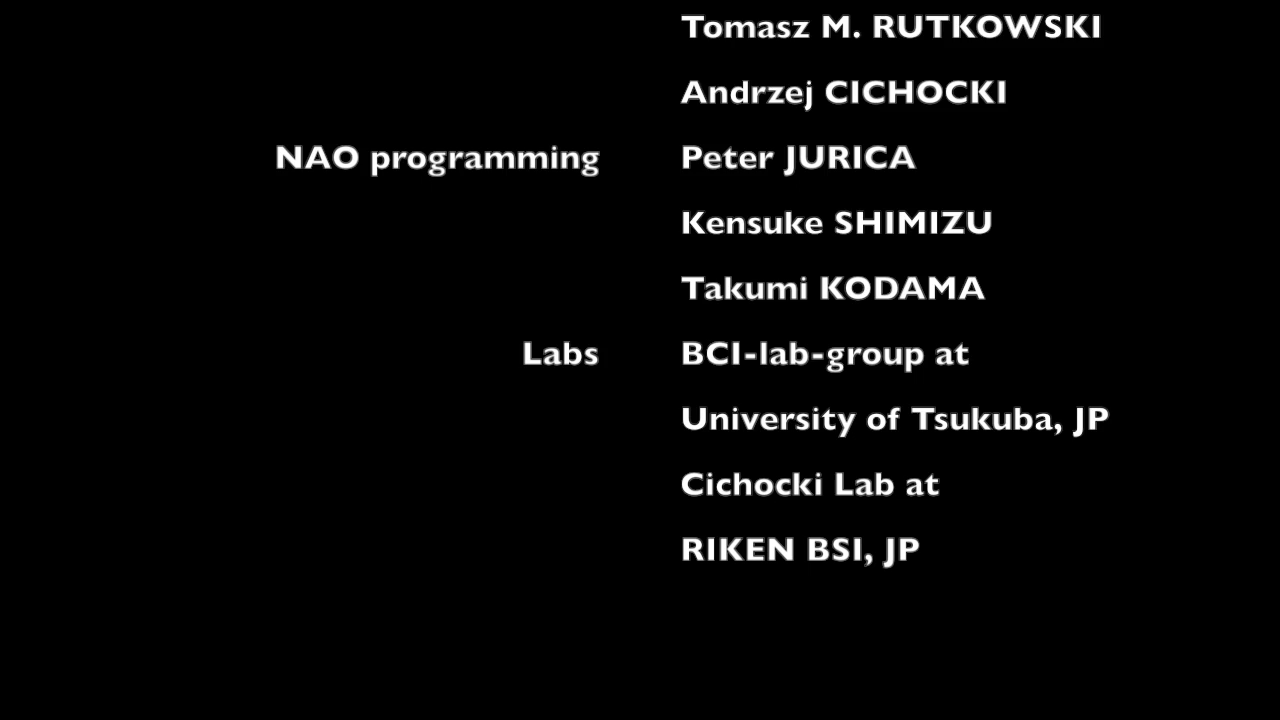 Tomasz M. RUTKOWSKI
Andrzej CICHOCKI
NAO programming Peter JURICA
Kensuke SHIMIZU
Takumi KODAMA
Labs BCI-lab-group at
University of Tsukuba, JP
Cichocki Lab at
RIKEN BSI, JP